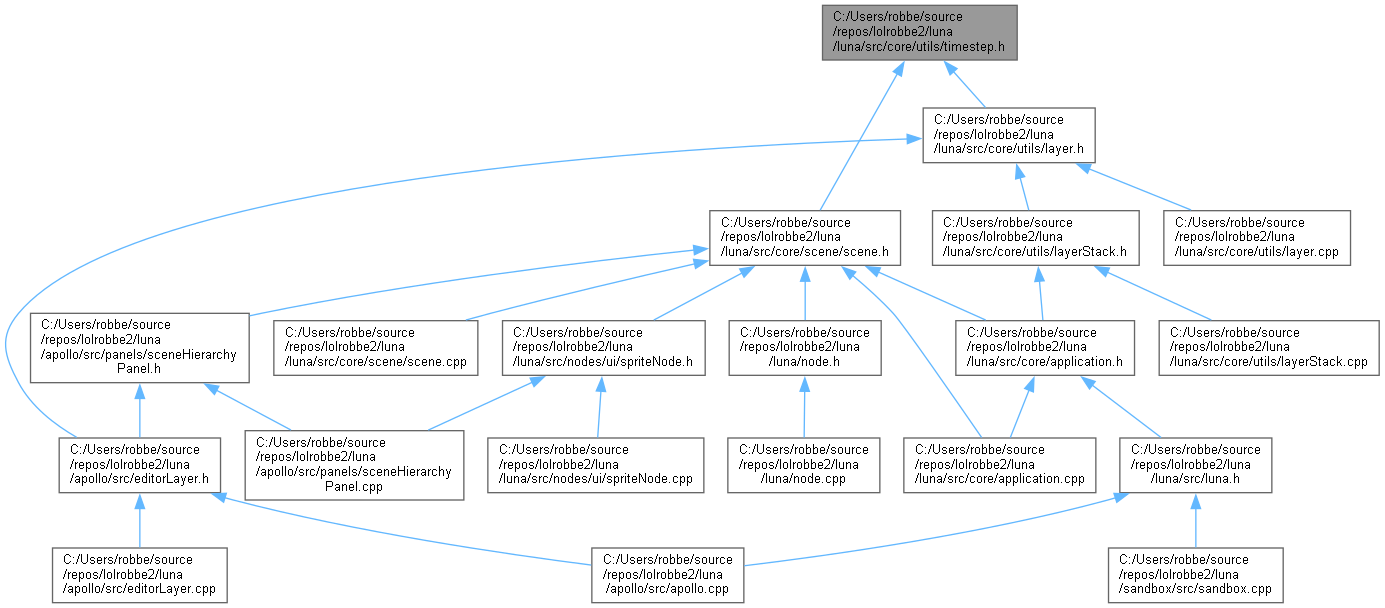 C:/Users/robbe/source
/repos/lolrobbe2/luna
/luna/src/core/utils/timestep.h
C:/Users/robbe/source
/repos/lolrobbe2/luna
/luna/src/core/utils/layer.h
C:/Users/robbe/source
/repos/lolrobbe2/luna
/luna/src/core/scene/scene.h
C:/Users/robbe/source
/repos/lolrobbe2/luna
/luna/src/core/utils/layerStack.h
C:/Users/robbe/source
/repos/lolrobbe2/luna
/luna/src/core/utils/layer.cpp
C:/Users/robbe/source
/repos/lolrobbe2/luna
/apollo/src/panels/sceneHierarchy
Panel.h
C:/Users/robbe/source
/repos/lolrobbe2/luna
/luna/src/core/scene/scene.cpp
C:/Users/robbe/source
/repos/lolrobbe2/luna
/luna/src/nodes/ui/spriteNode.h
C:/Users/robbe/source
/repos/lolrobbe2/luna
/luna/node.h
C:/Users/robbe/source
/repos/lolrobbe2/luna
/luna/src/core/application.h
C:/Users/robbe/source
/repos/lolrobbe2/luna
/luna/src/core/utils/layerStack.cpp
C:/Users/robbe/source
/repos/lolrobbe2/luna
/apollo/src/editorLayer.h
C:/Users/robbe/source
/repos/lolrobbe2/luna
/apollo/src/panels/sceneHierarchy
Panel.cpp
C:/Users/robbe/source
/repos/lolrobbe2/luna
/luna/src/nodes/ui/spriteNode.cpp
C:/Users/robbe/source
/repos/lolrobbe2/luna
/luna/node.cpp
C:/Users/robbe/source
/repos/lolrobbe2/luna
/luna/src/core/application.cpp
C:/Users/robbe/source
/repos/lolrobbe2/luna
/luna/src/luna.h
C:/Users/robbe/source
/repos/lolrobbe2/luna
/apollo/src/editorLayer.cpp
C:/Users/robbe/source
/repos/lolrobbe2/luna
/apollo/src/apollo.cpp
C:/Users/robbe/source
/repos/lolrobbe2/luna
/sandbox/src/sandbox.cpp